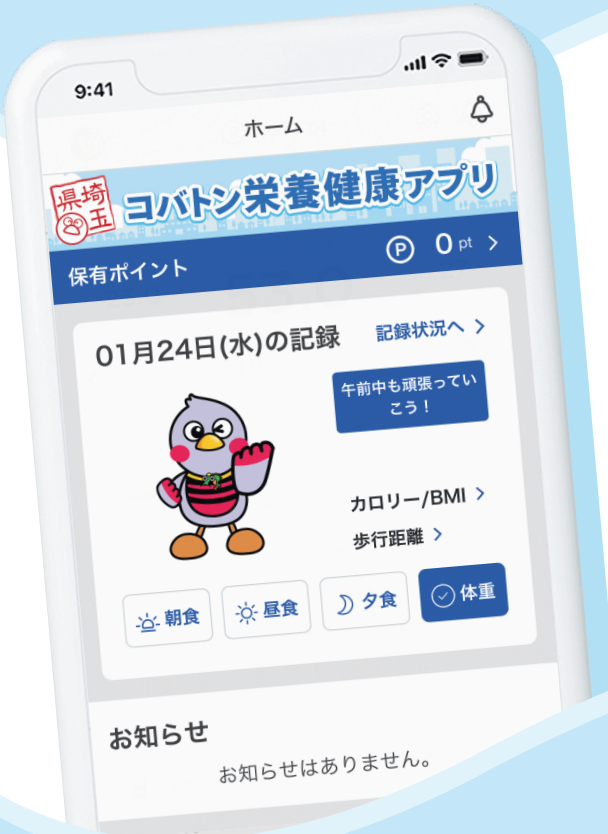 9:41
ホーム
埼玉県
コバトン栄養健康アプリ
保有ポイント
P 0 pt >
01月24日(水)の記録
記録状況へ >
午前中も頑張ってい
こう！
カロリー/BMI >
歩行距離 >
朝食
昼食
夕食
体重
お知らせ
お知らせはありません。